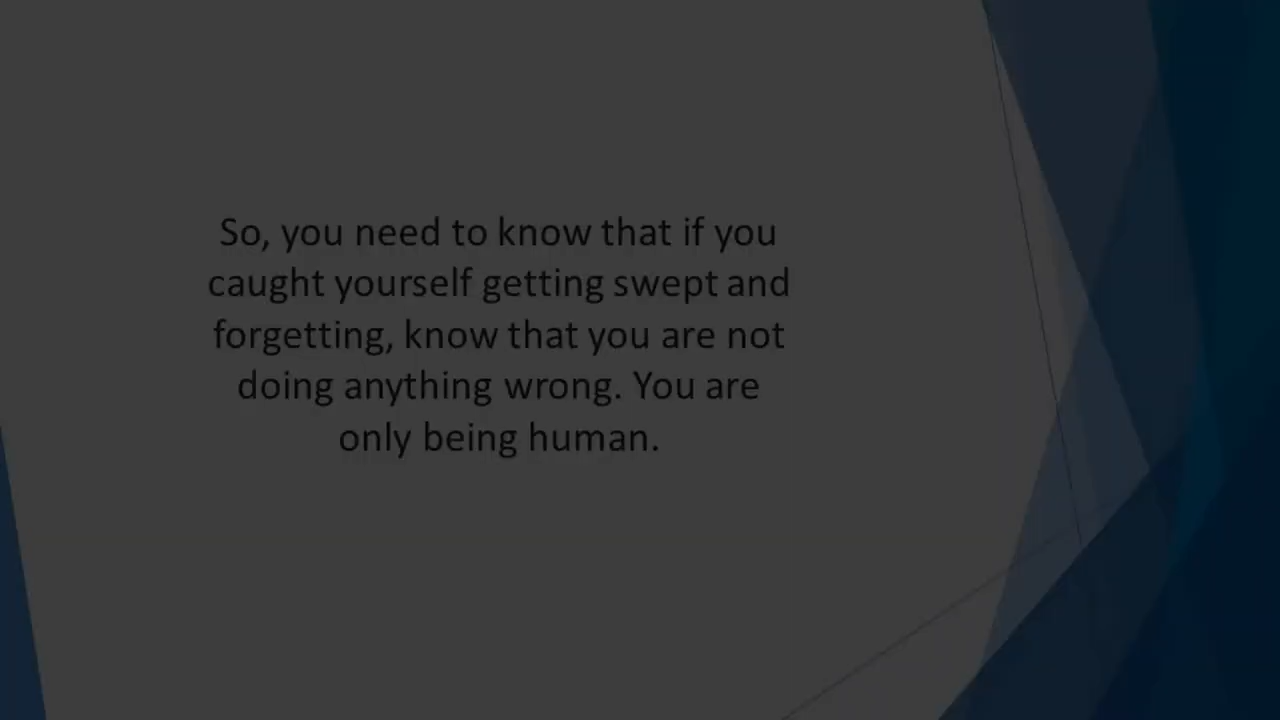 So, you need to know that if you
caught yourself getting swept and
forgetting, know that you are not
doing anything wrong. You are
only being human.